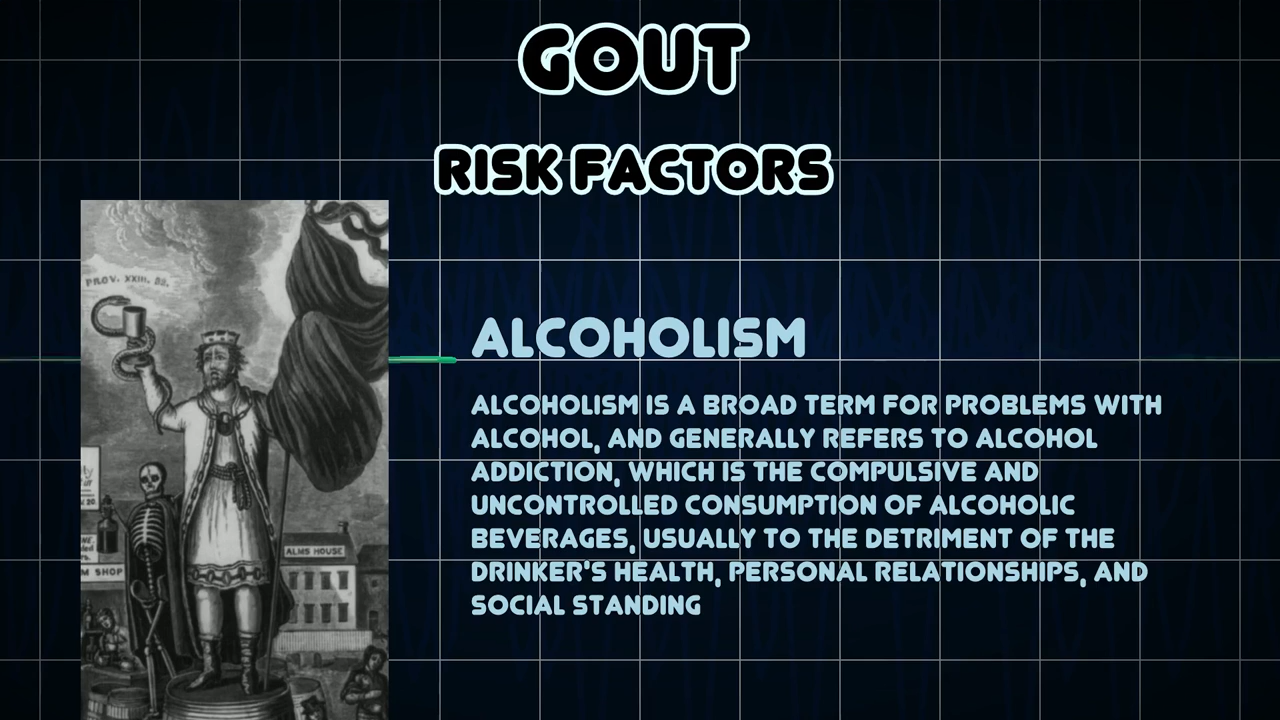 GOUT
RISK FACTORS
PROV. XXIII. 32.
ALMS HOUSE
M SHOP
ALCOHOLISM
ALCOHOLISM IS A BROAD TERM FOR PROBLEMS WITH
ALCOHOL, AND GENERALLY REFERS TO ALCOHOL
ADDICTION, WHICH IS THE COMPULSIVE AND
UNCONTROLLED CONSUMPTION OF ALCOHOLIC
BEVERAGES, USUALLY TO THE DETRIMENT OF THE
DRINKER'S HEALTH, PERSONAL RELATIONSHIPS, AND
SOCIAL STANDING